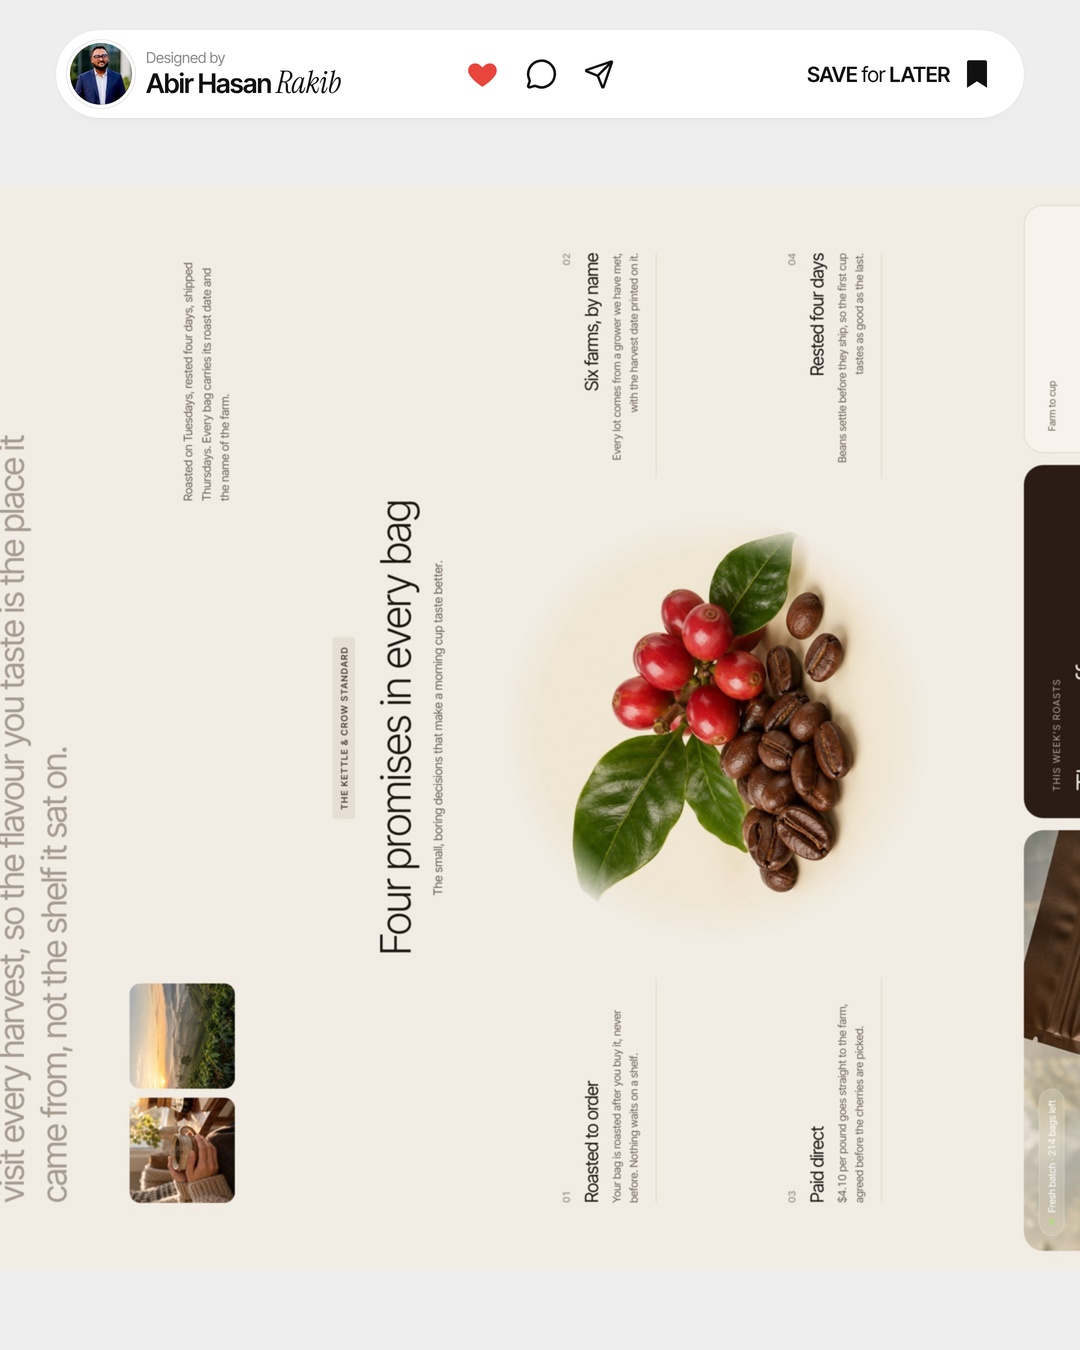 Designed by
Abir Hasan Rakib
SAVE for LATER
visit every harvest, so the flavour you taste is the place it
came from, not the shelf it sat on.
Roasted on Tuesdays, rested four days, shipped
Thursdays. Every bag carries its roast date and
the name of the farm.
THE KETTLE & CROW STANDARD
Four promises in every bag
The small, boring decisions that make a morning cup taste better.
01
Roasted to order
Your bag is roasted after you buy it, never
before. Nothing waits on a shelf.
02
Six farms, by name
Every lot comes from a grower we have met,
with the harvest date printed on it.
03
Paid direct
$4.10 per pound goes straight to the farm,
agreed before the cherries are picked.
04
Rested four days
Beans settle before they ship, so the first cup
tastes as good as the last.
Fresh batch · 214 bags left
THIS WEEK'S ROASTS
Farm to cup